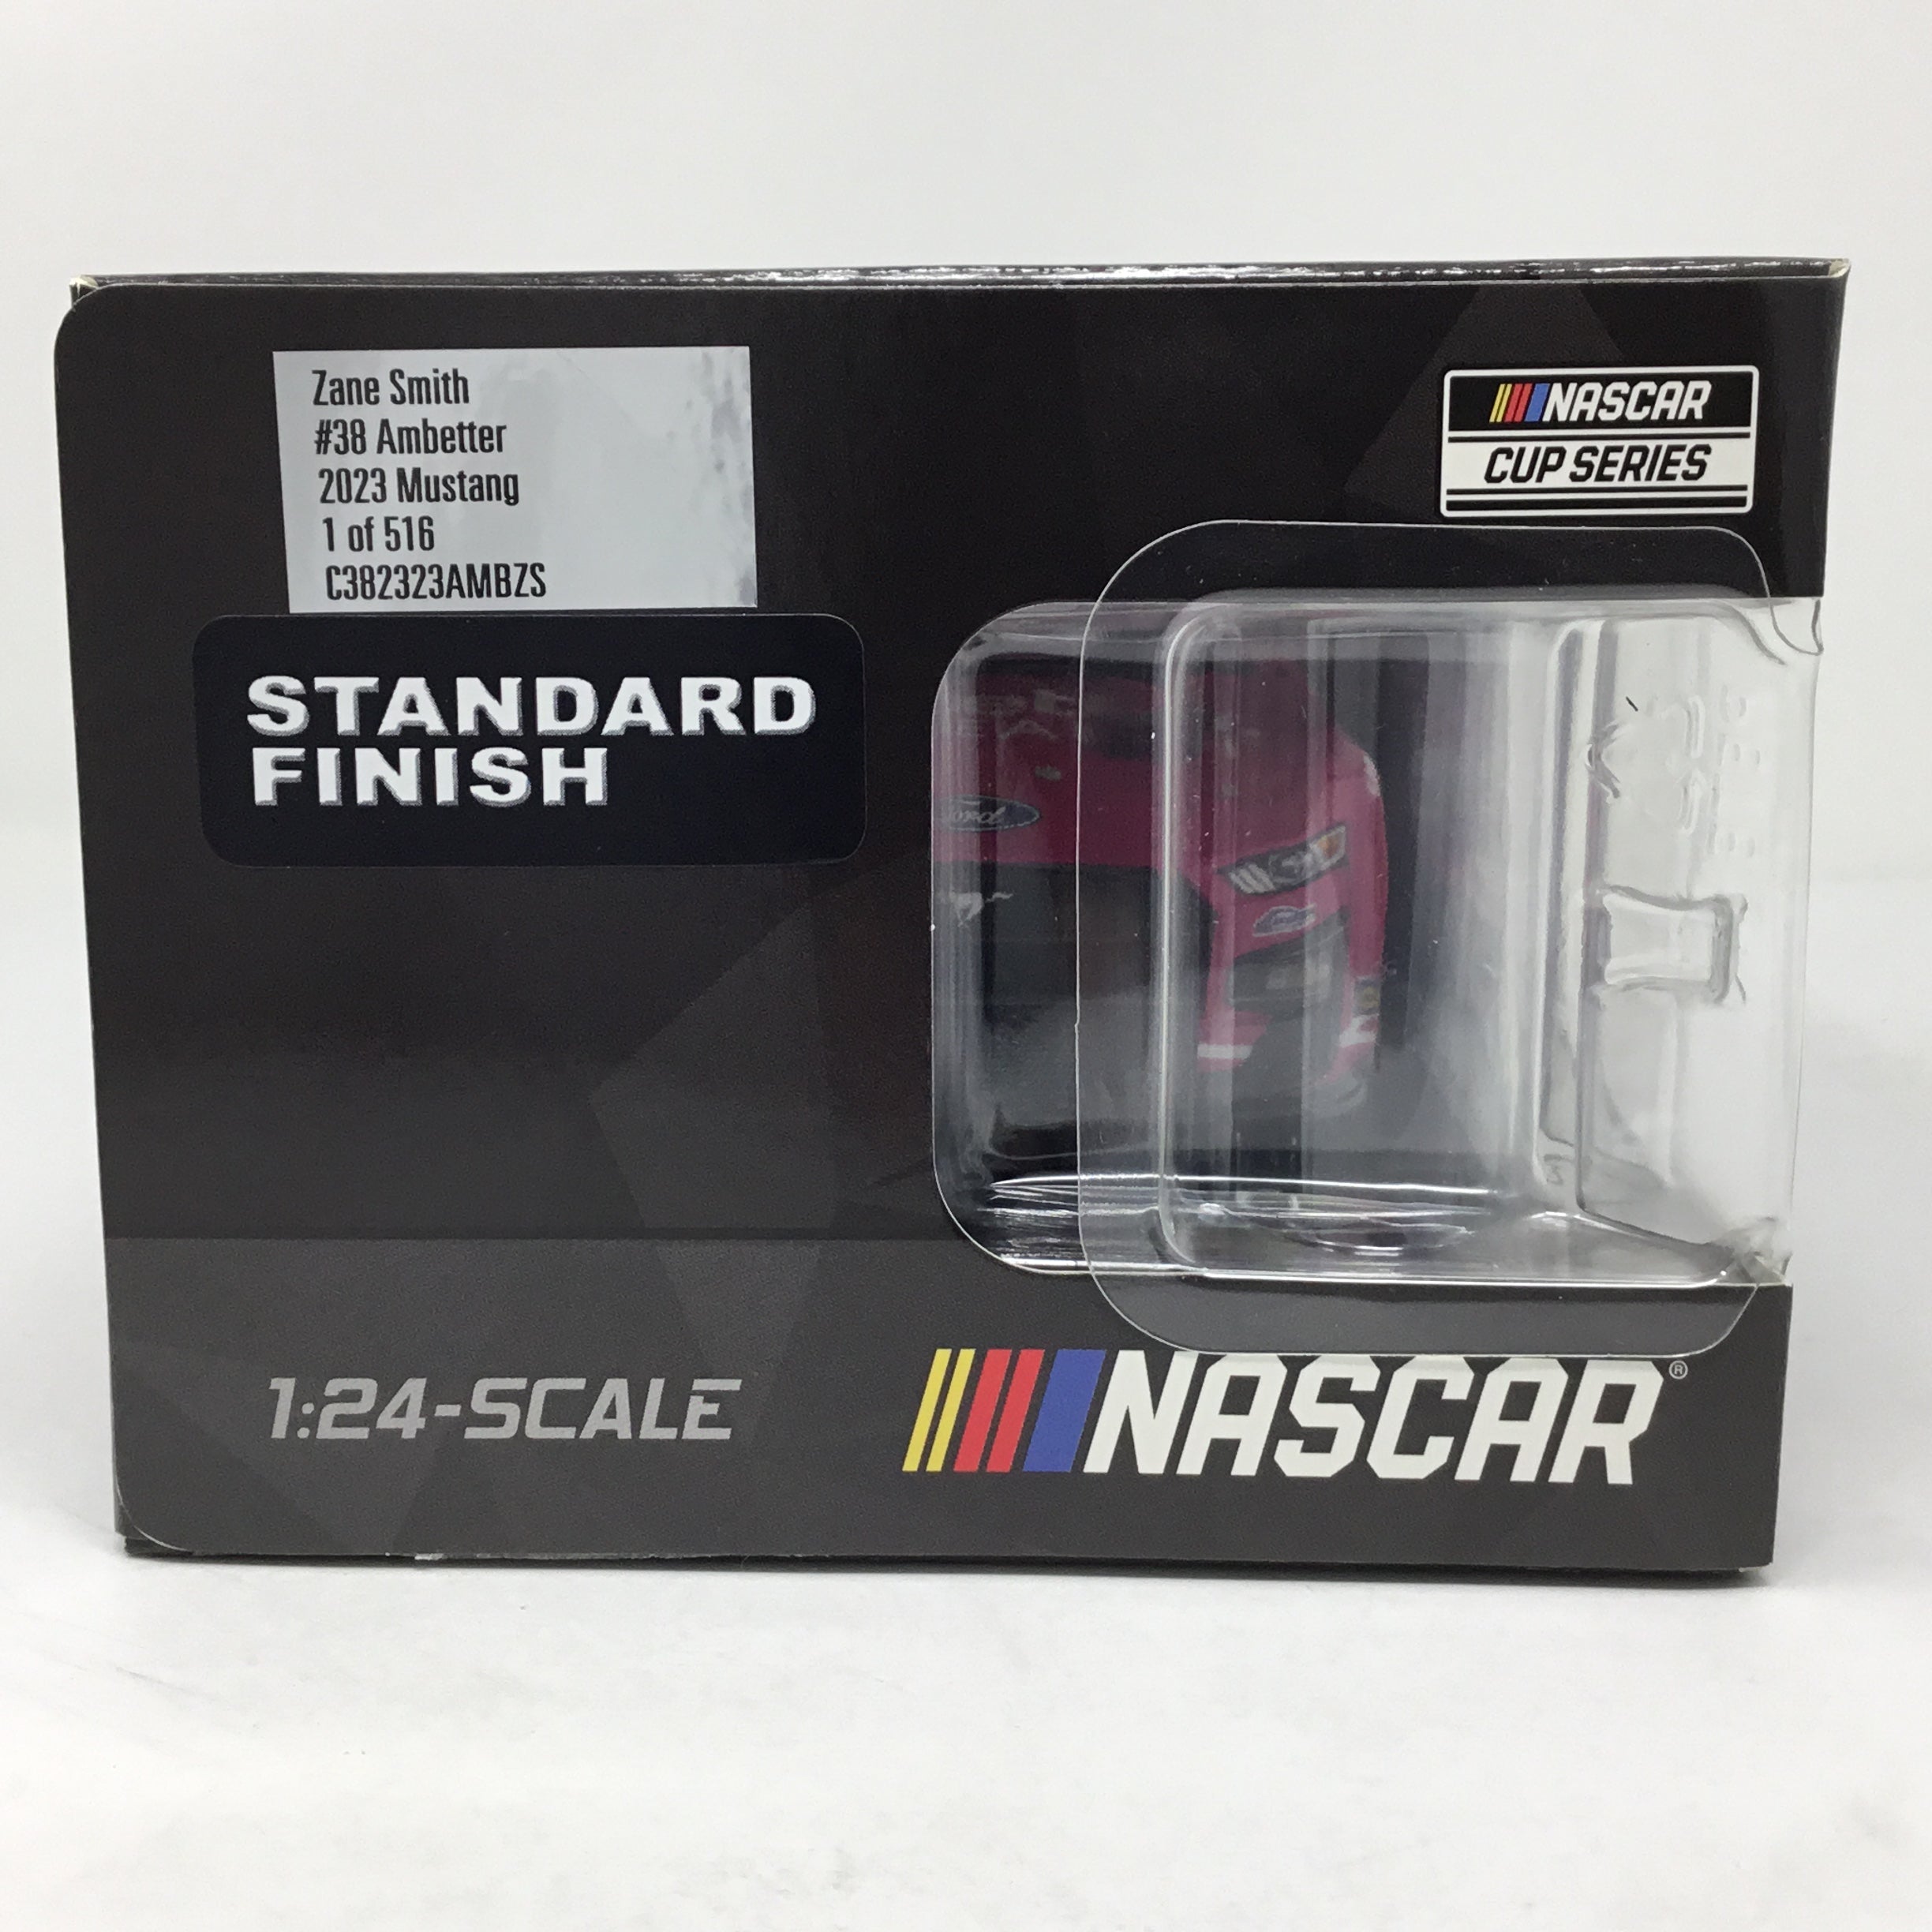 Zane Smith
#38 Ambetter
2023 Mustang
1 of 516
C382323AMBZS
NASCAR
CUP SERIES
STANDARD
FINISH
Ford
1:24-SCALE
NASCAR®